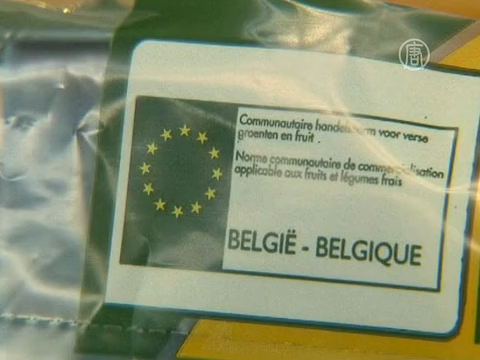 Communautaire handelsnorm voor verse
groenten en fruit.
Norme communautaire de commercialisation
applicable aux fruits et légumes frais
BELGIË - BELGIQUE
唐